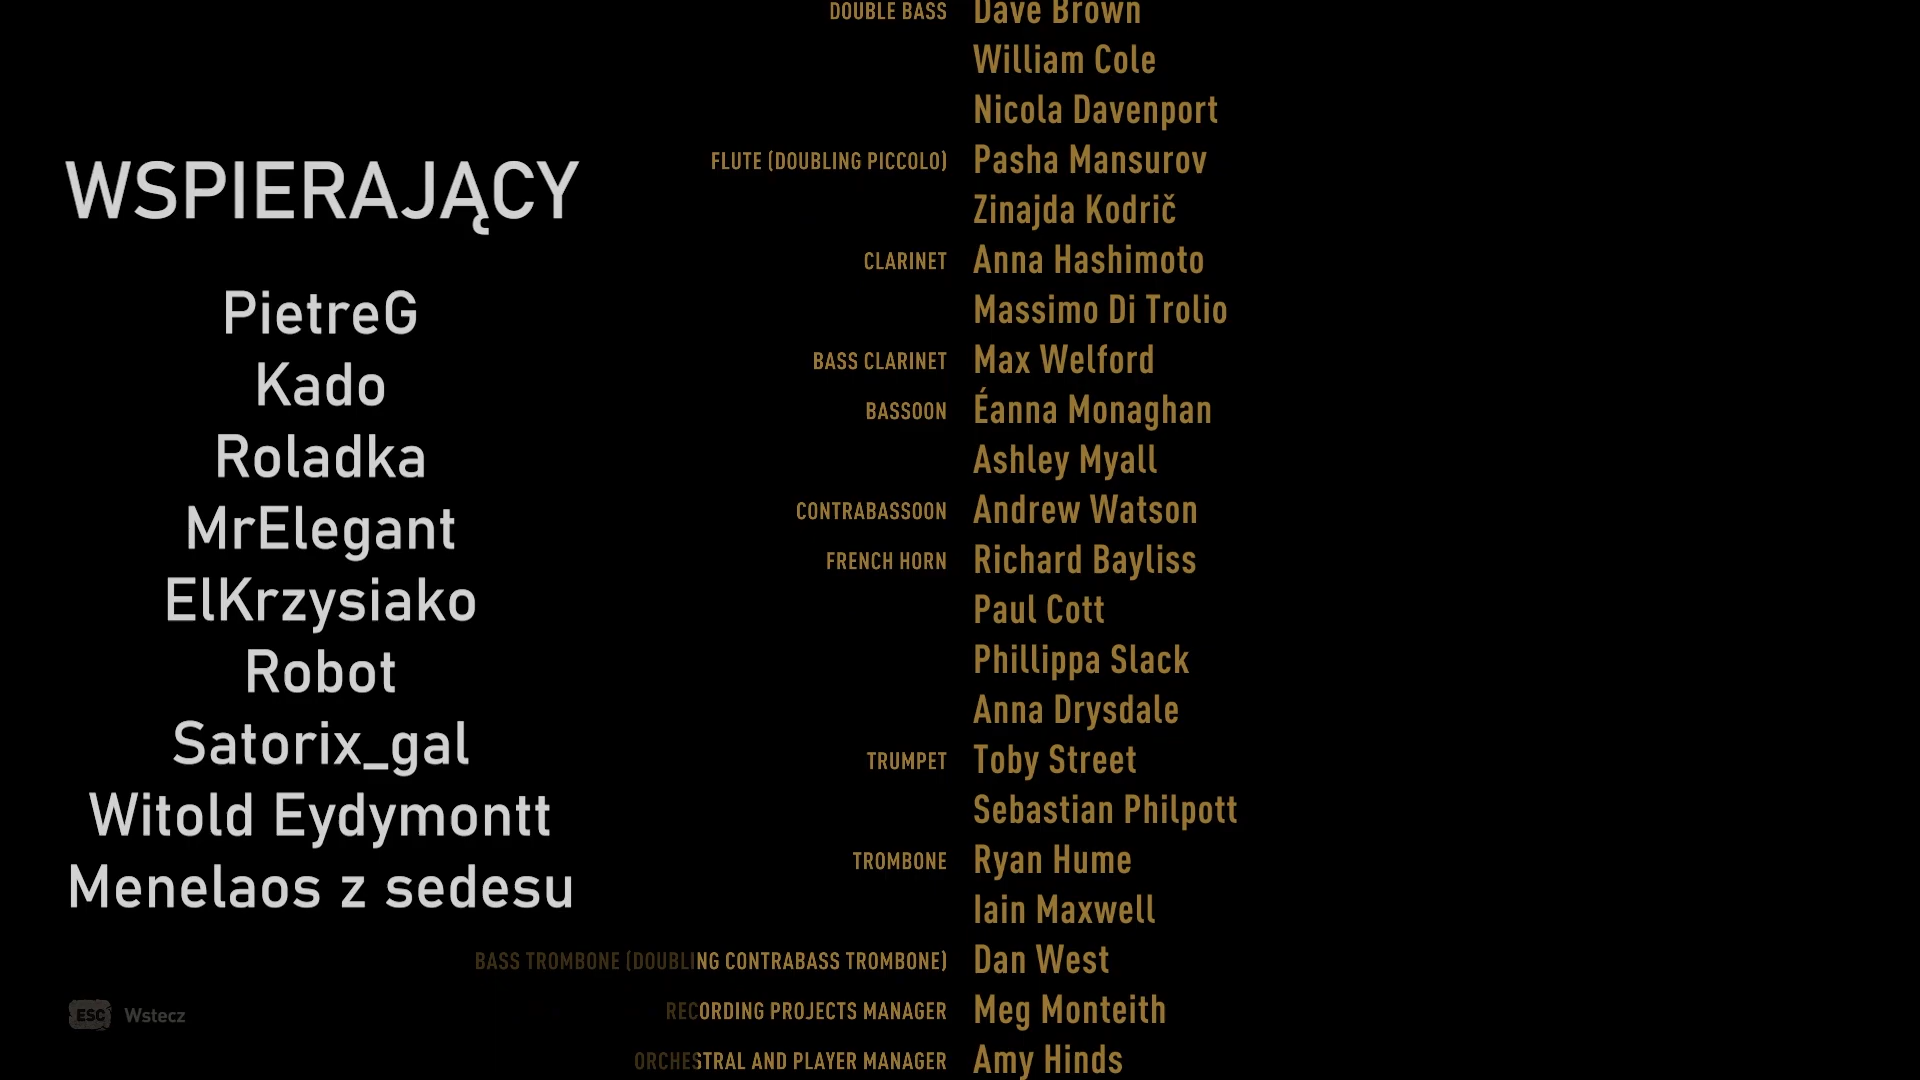 WSPIERAJĄCY
PietreG
Kado
Roladka
MrElegant
ElKrzysiako
Robot
Satorix_gal
Witold Eydymontt
Menelaos z sedesu
ESC Wstecz
DOUBLE BASS Dave Brown
William Cole
Nicola Davenport
FLUTE (DOUBLING PICCOLO) Pasha Mansurov
Zinajda Kodrič
CLARINET Anna Hashimoto
Massimo Di Trolio
BASS CLARINET Max Welford
BASSOON Éanna Monaghan
Ashley Myall
CONTRABASSOON Andrew Watson
FRENCH HORN Richard Bayliss
Paul Cott
Phillippa Slack
Anna Drysdale
TRUMPET Toby Street
Sebastian Philpott
TROMBONE Ryan Hume
Iain Maxwell
BASS TROMBONE (DOUBLING CONTRABASS TROMBONE) Dan West
RECORDING PROJECTS MANAGER Meg Monteith
ORCHESTRAL AND PLAYER MANAGER Amy Hinds